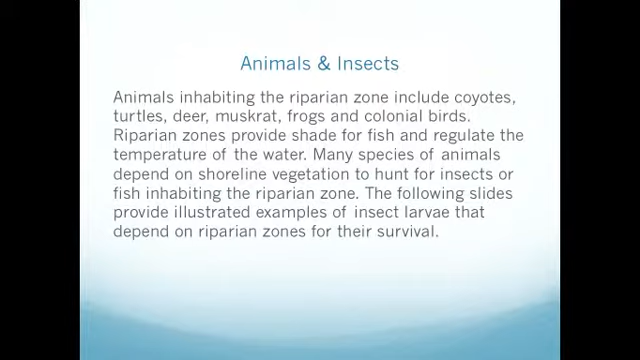 Animals & Insects
Animals inhabiting the riparian zone include coyotes,
turtles, deer, muskrat, frogs and colonial birds.
Riparian zones provide shade for fish and regulate the
temperature of the water. Many species of animals
depend on shoreline vegetation to hunt for insects or
fish inhabiting the riparian zone. The following slides
provide illustrated examples of insect larvae that
depend on riparian zones for their survival.